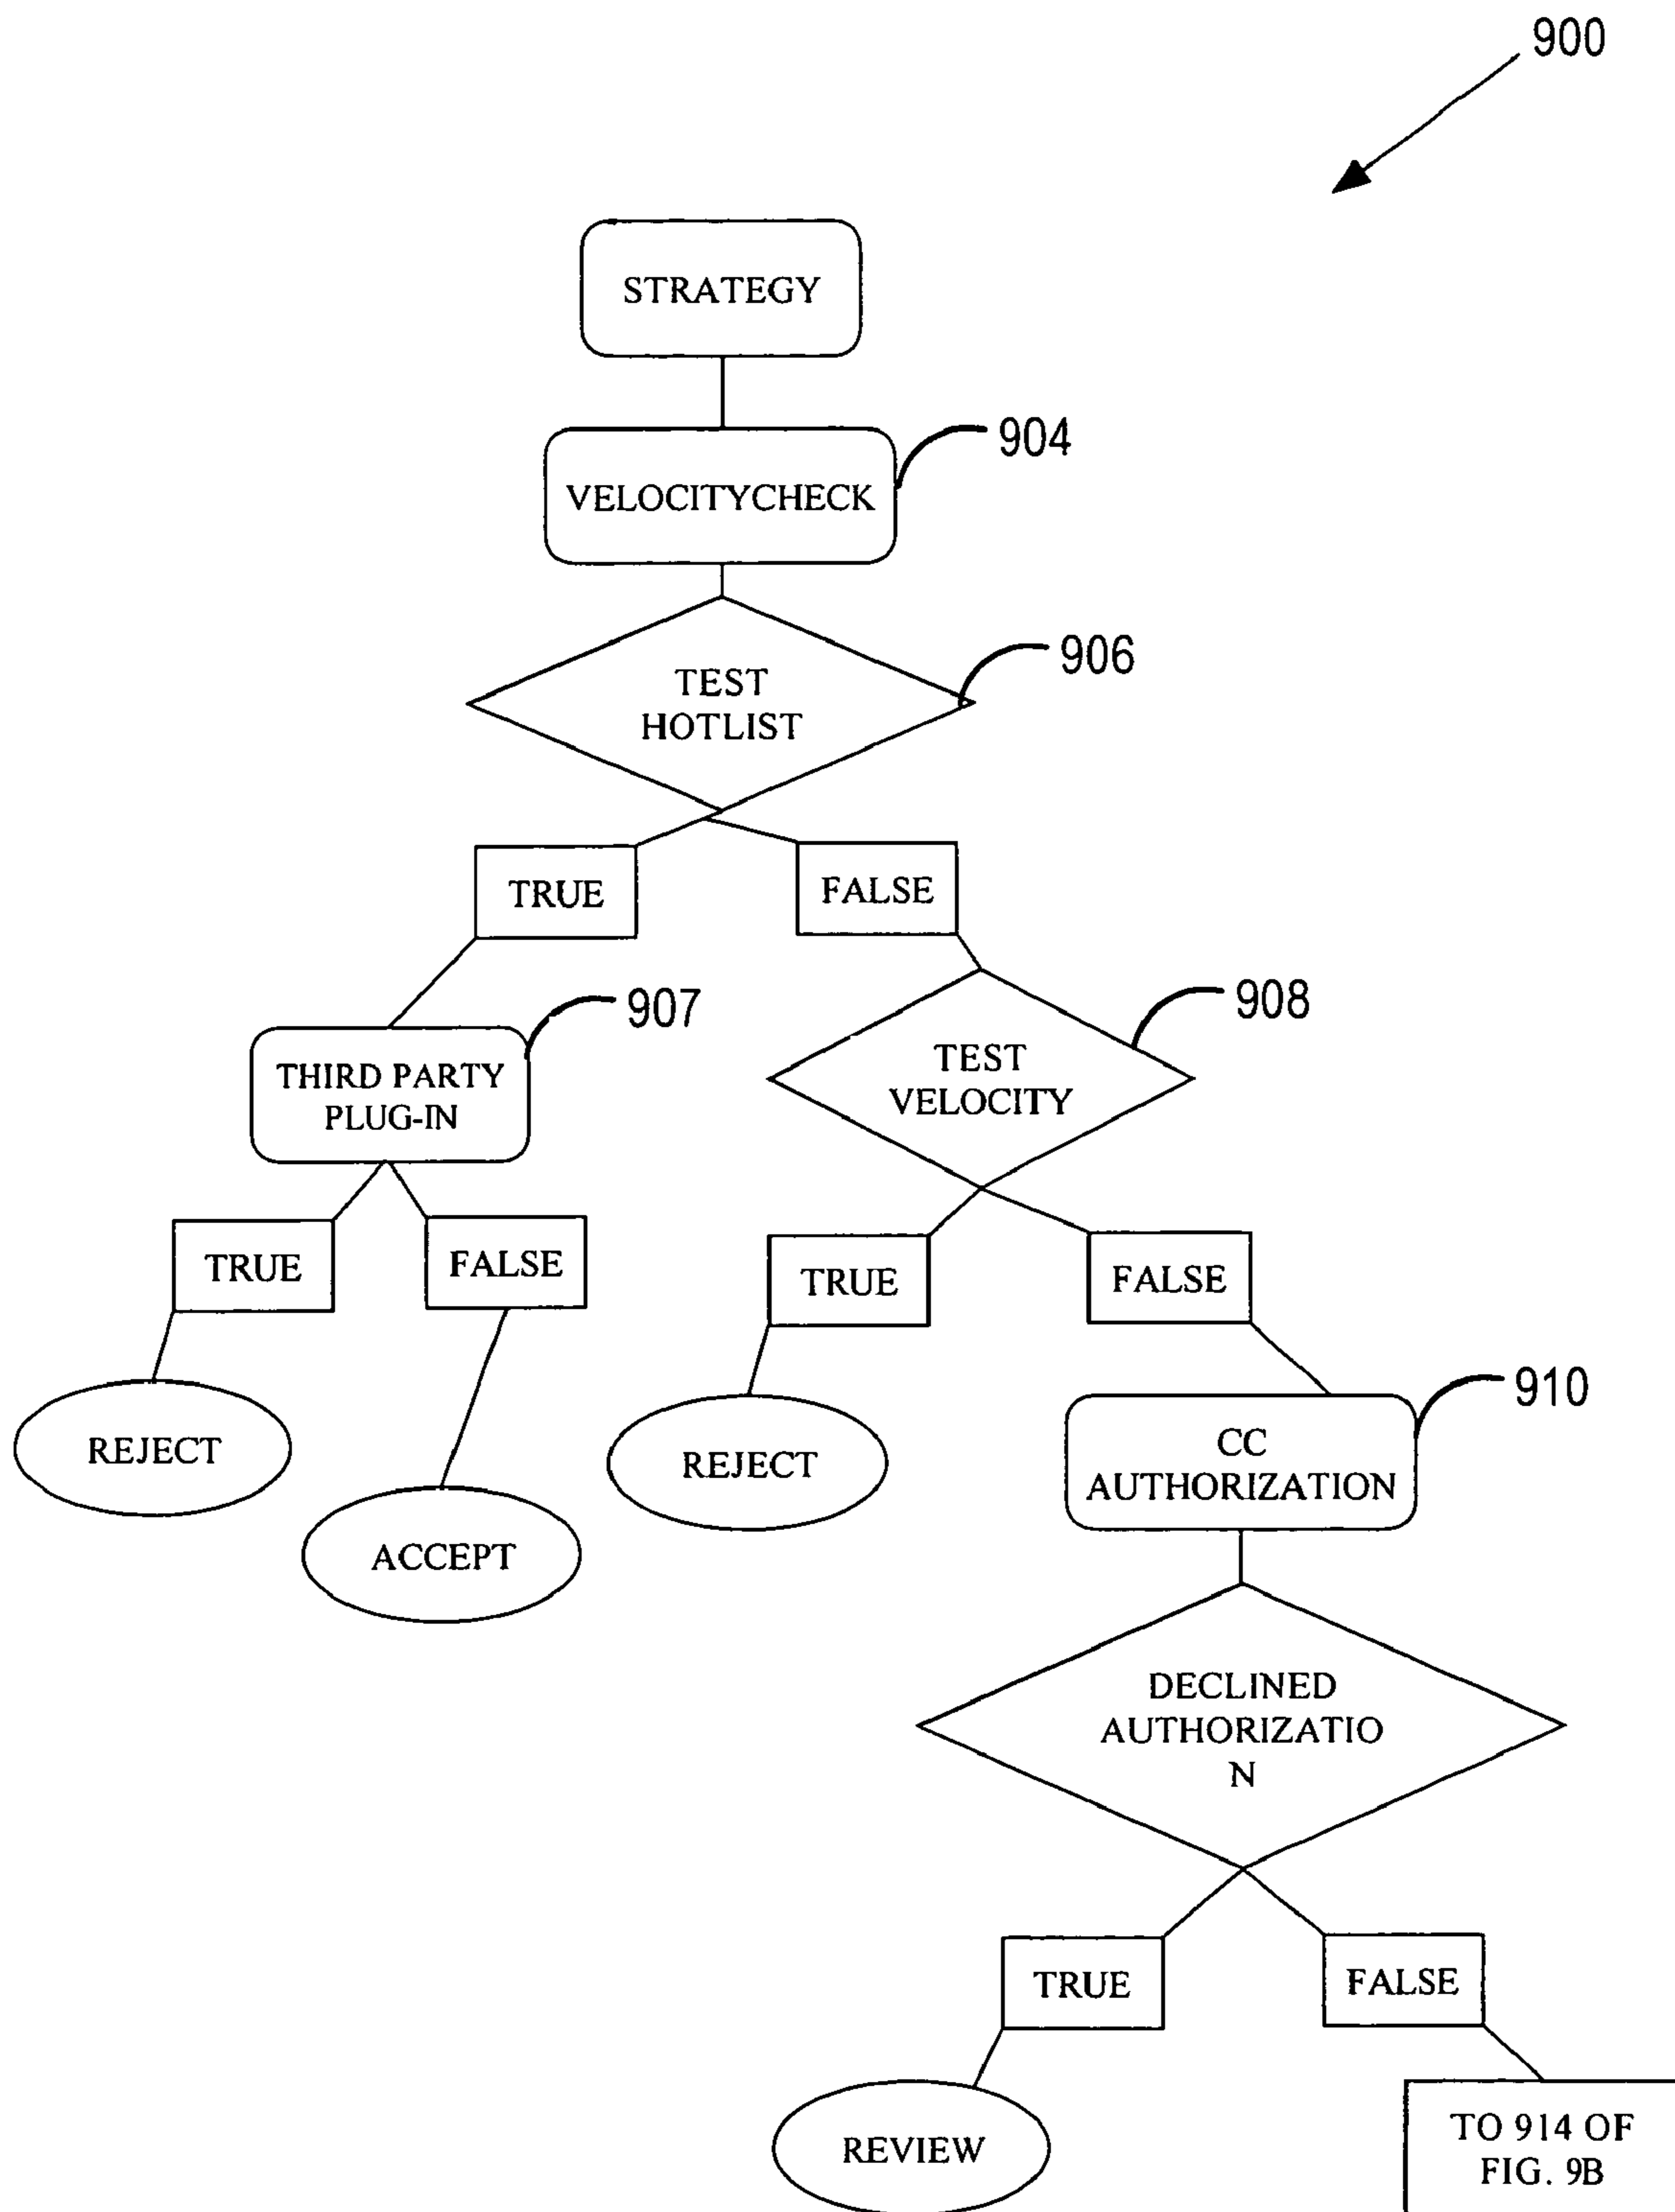 900
STRATEGY
VELOCITYCHECK
904
TEST
HOTLIST
906
TRUE
FALSE
THIRD PARTY
PLUG-IN
907
TEST
VELOCITY
908
TRUE
FALSE
TRUE
FALSE
REJECT
ACCEPT
REJECT
CC
AUTHORIZATION
910
DECLINED
AUTHORIZATIO
N
TRUE
FALSE
REVIEW
TO 914 OF
FIG. 9B